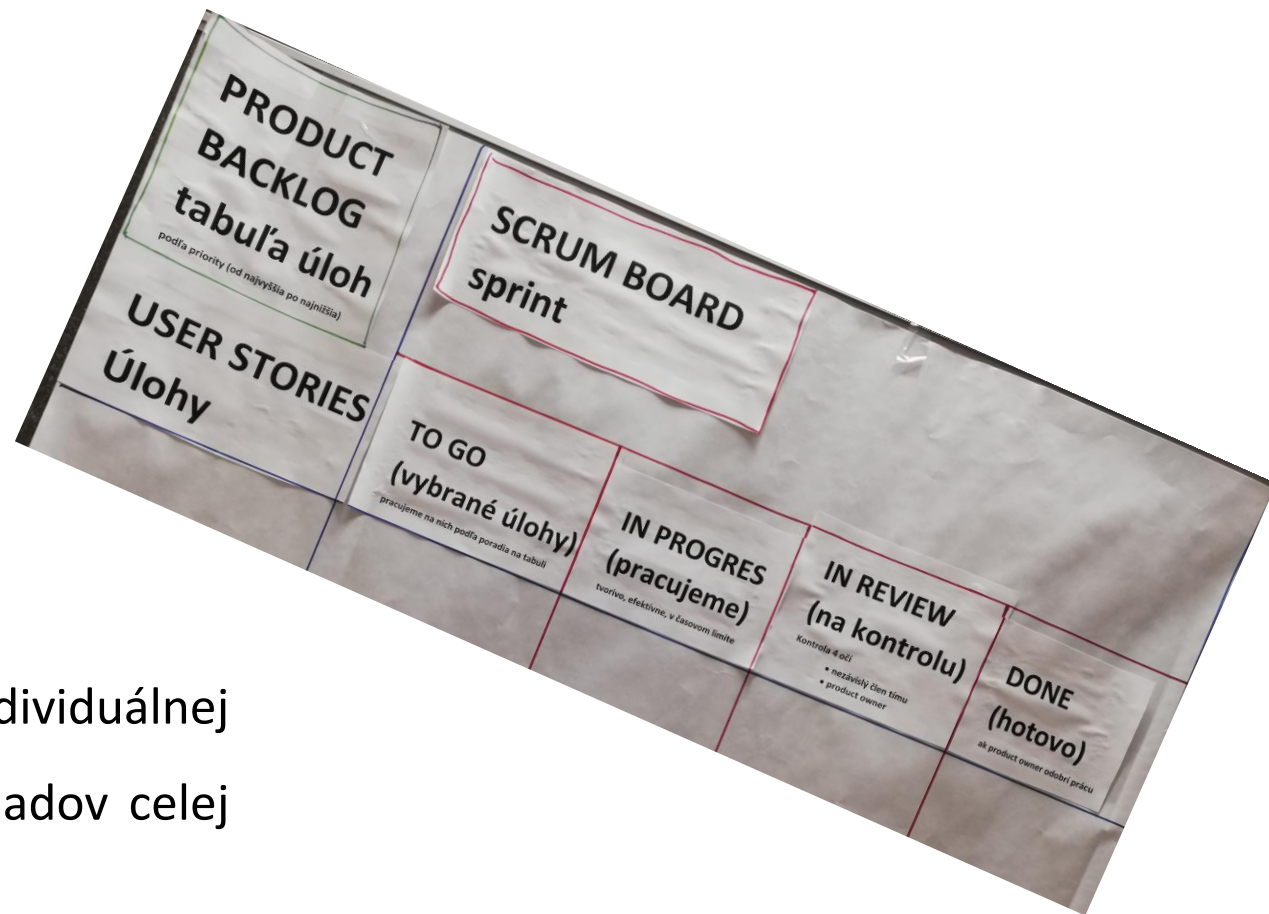 PRODUCT
BACKLOG
tabuľa úloh
podľa priority (od najvyššia po najnižšia)
USER STORIES
Úlohy
SCRUM BOARD
sprint
TO GO
(vybrané úlohy)
pracujeme na nich podľa poradia na tabuli
IN PROGRES
(pracujeme)
tvorivo, efektívne, v časovom limite
IN REVIEW
(na kontrolu)
Kontrola 4 očí
• nezávislý člen tímu
• product owner
DONE
(hotovo)
ak product owner odobrí prácu
dividuálnej
adov celej